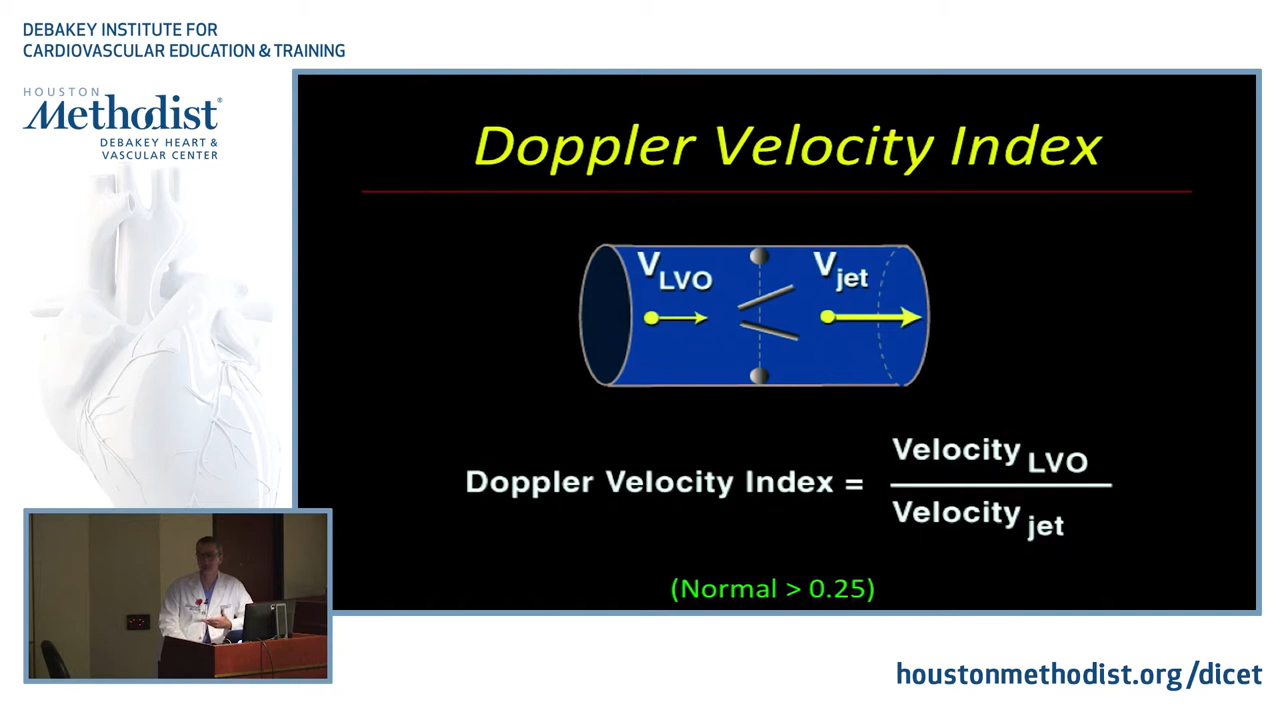 DEBAKEY INSTITUTE FOR
CARDIOVASCULAR EDUCATION & TRAINING
HOUSTON
Methodist®
DEBAKEY HEART &
VASCULAR CENTER
Doppler Velocity Index
V LVO
V jet
Doppler Velocity Index = Velocity LVO
Velocity jet
(Normal > 0.25)
houstonmethodist.org/dicet